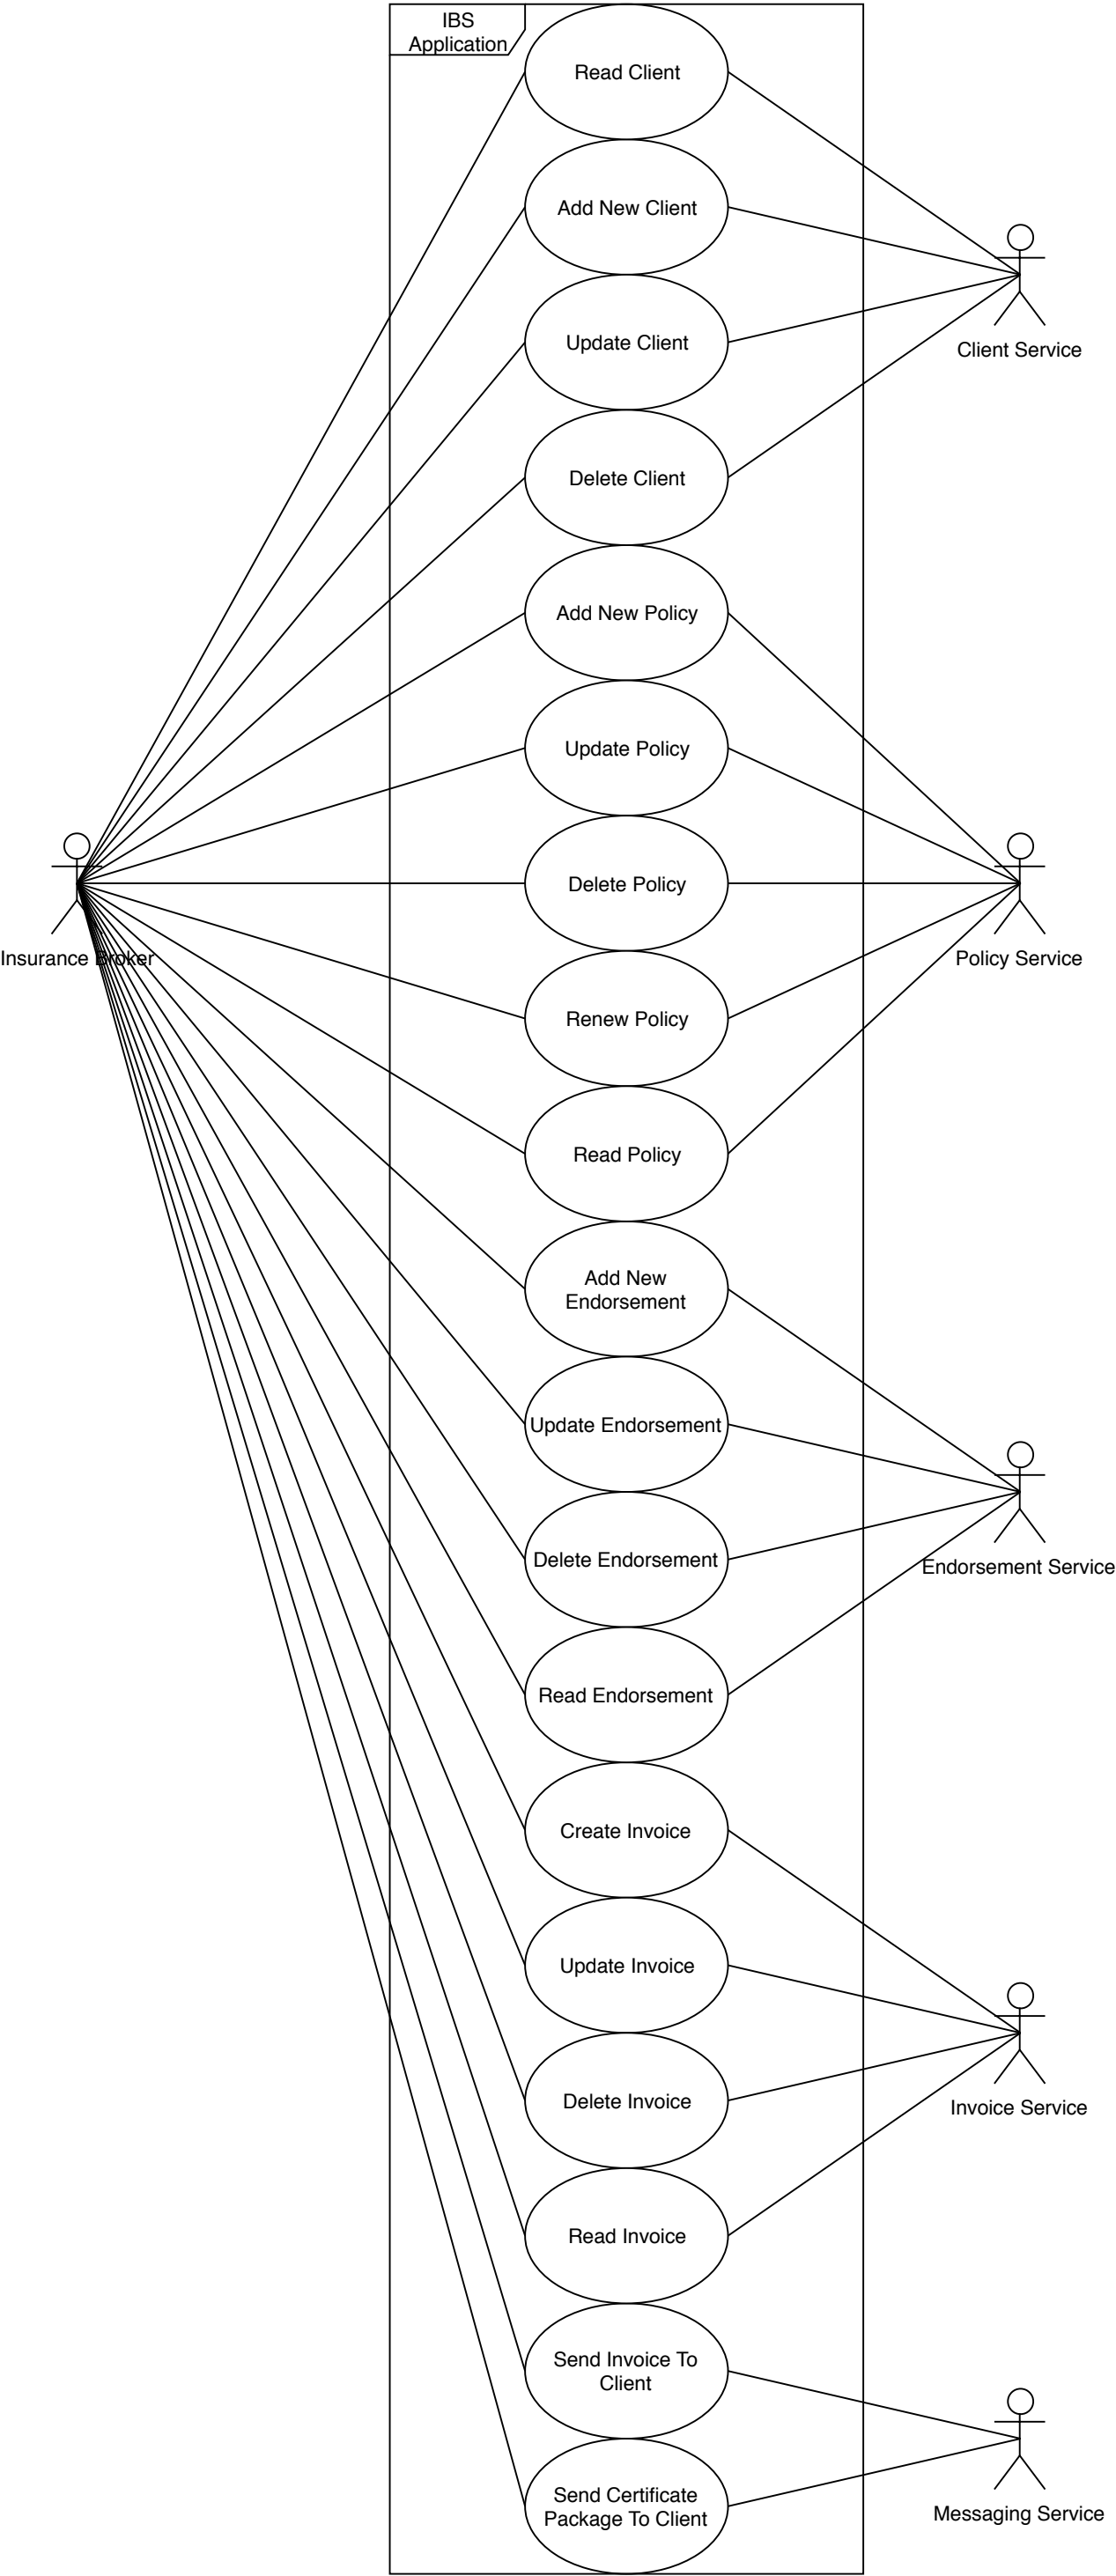 IBS
Application
Read Client
Add New Client
Update Client
Client Service
Delete Client
Add New Policy
Update Policy
Delete Policy
Insurance Broker
Policy Service
Renew Policy
Read Policy
Add New
Endorsement
Update Endorsement
Delete Endorsement
Endorsement Service
Read Endorsement
Create Invoice
Update Invoice
Delete Invoice
Invoice Service
Read Invoice
Send Invoice To
Client
Send Certificate
Package To Client
Messaging Service